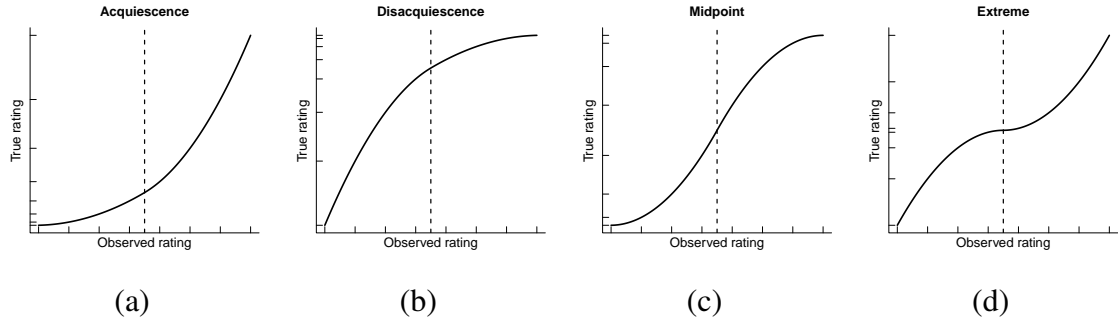 Acquiescence
True rating
Observed rating
(a)
Disacquiescence
True rating
Observed rating
(b)
Midpoint
True rating
Observed rating
(c)
Extreme
True rating
Observed rating
(d)